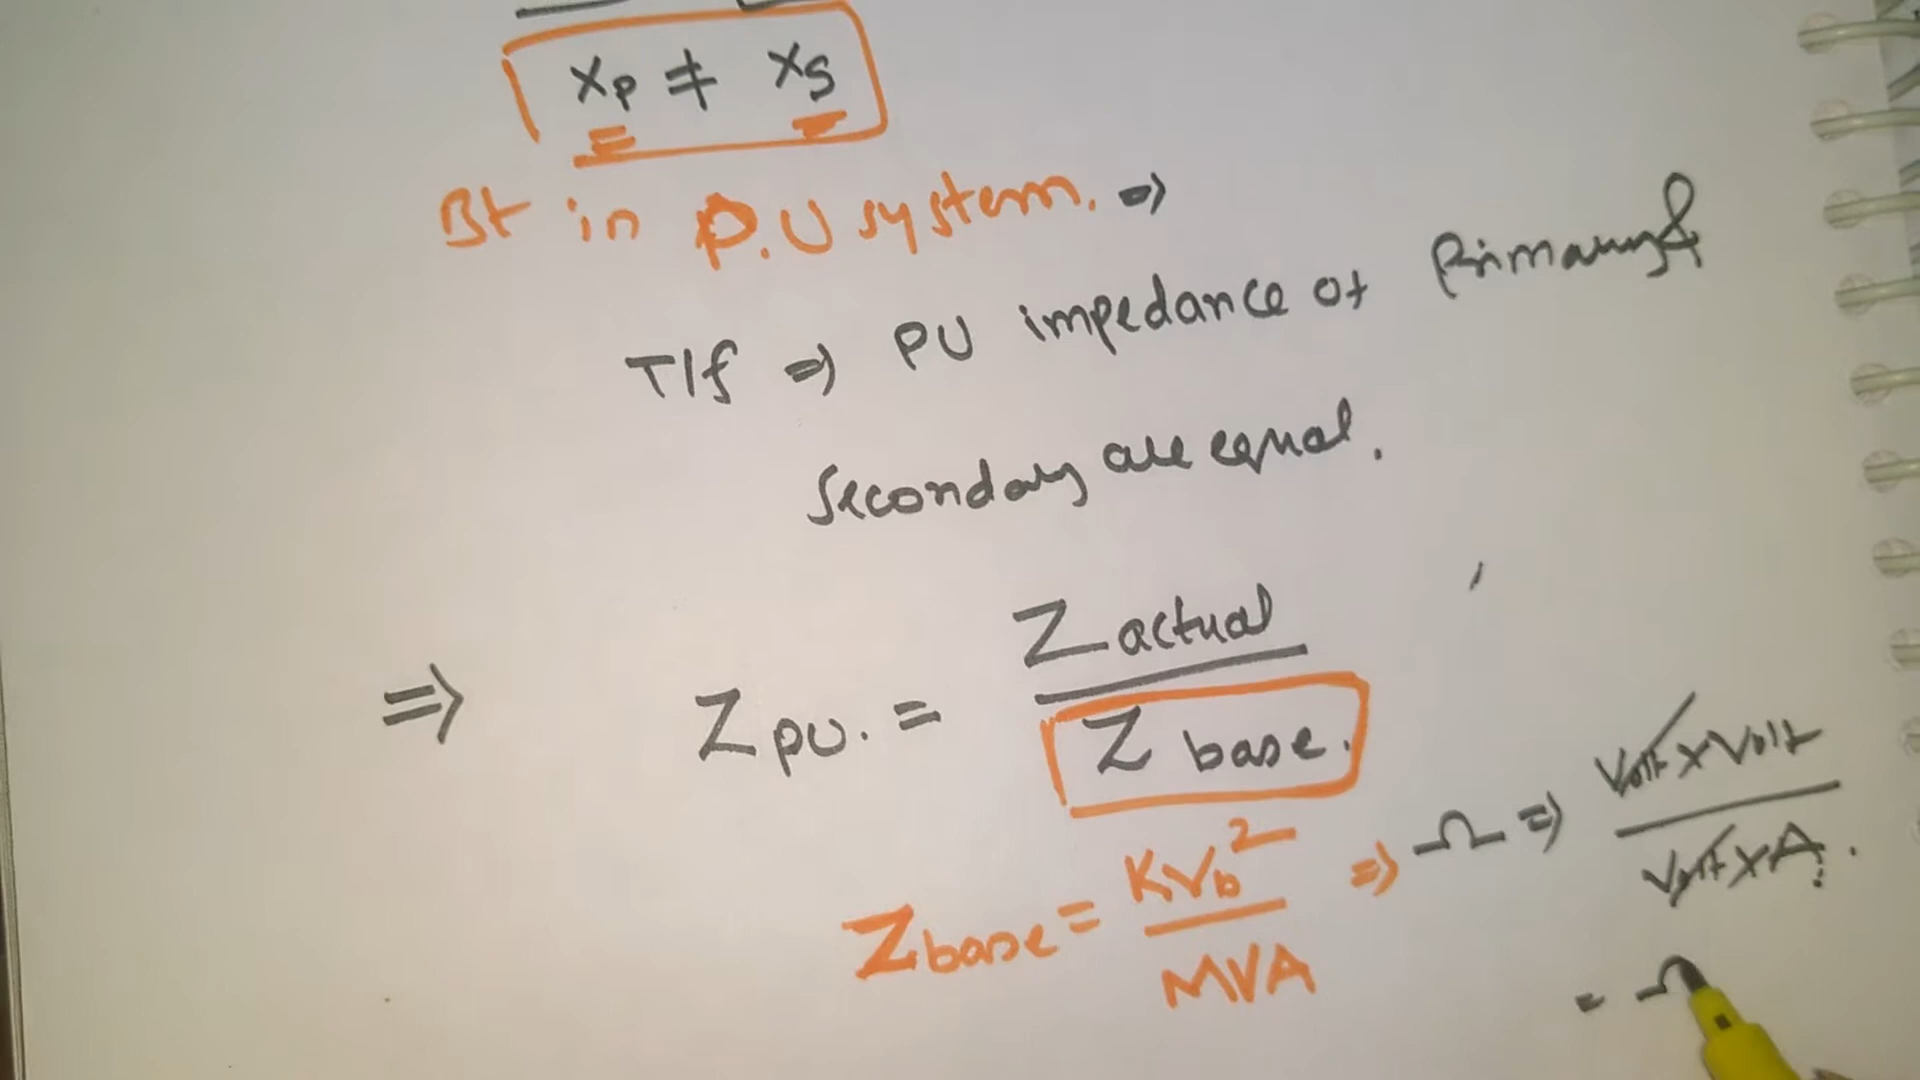 Xp ≠ Xs
Bt in P.U system. ⇒
T/f ⇒ PU impedance of Primary &
Secondary are equal.
⇒ Zpu. = Zactual / Z base.
Zbase = KVb² / MVA ⇒ Ω ⇒ Volt x Volt / Volt x A.
= Ω